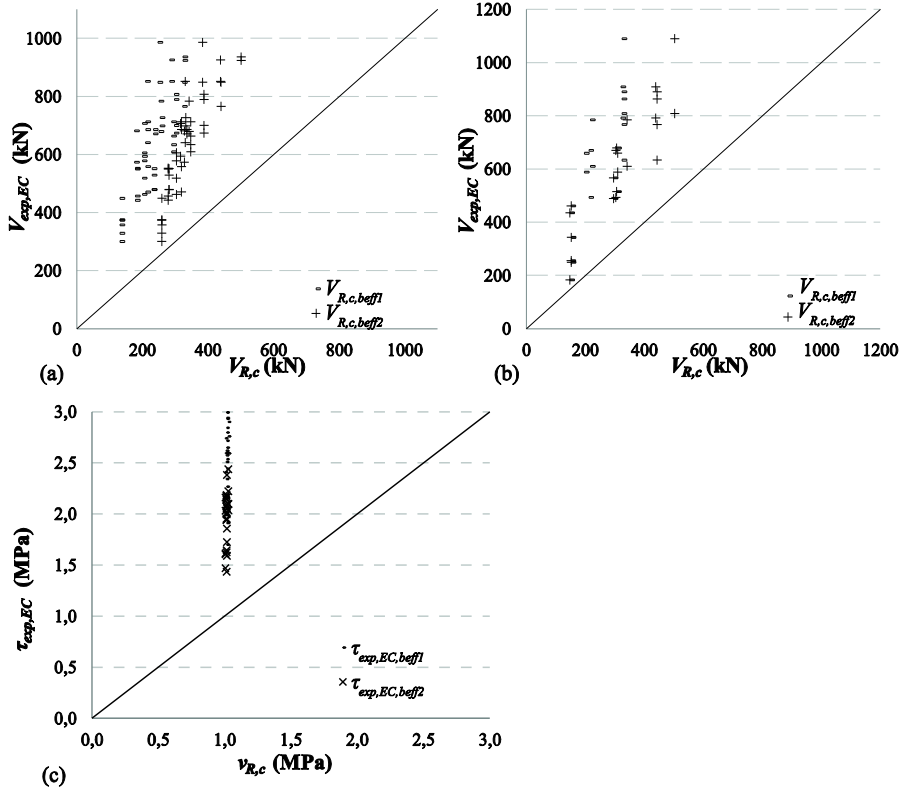 1000
800
600
400
200
0
V_exp,EC (kN)
0 200 400 600 800 1000
V_R,c (kN)
V_R,c,beff1
V_R,c,beff2
(a)
1200
1000
800
600
400
200
0
V_exp,EC (kN)
0 200 400 600 800 1000 1200
V_R,c (kN)
V_R,c,beff1
V_R,c,beff2
(b)
3,0
2,5
2,0
1,5
1,0
0,5
0,0
τ_exp,EC (MPa)
0,0 0,5 1,0 1,5 2,0 2,5 3,0
v_R,c (MPa)
τ_exp,EC,beff1
τ_exp,EC,beff2
(c)